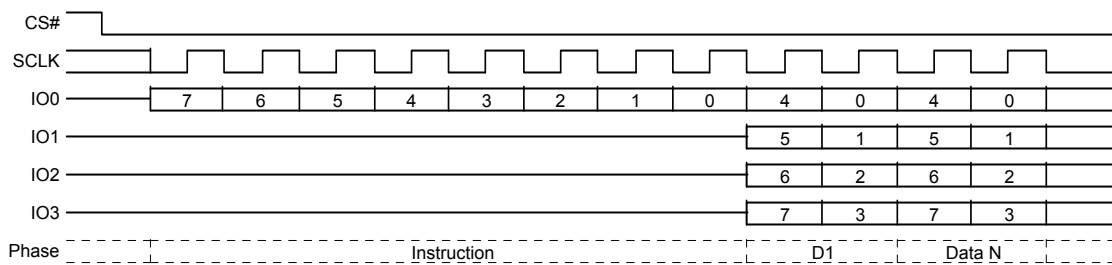 CS#
SCLK
IO0 7 6 5 4 3 2 1 0 4 0 4 0
IO1 5 1 5 1
IO2 6 2 6 2
IO3 7 3 7 3
Phase Instruction D1 Data N